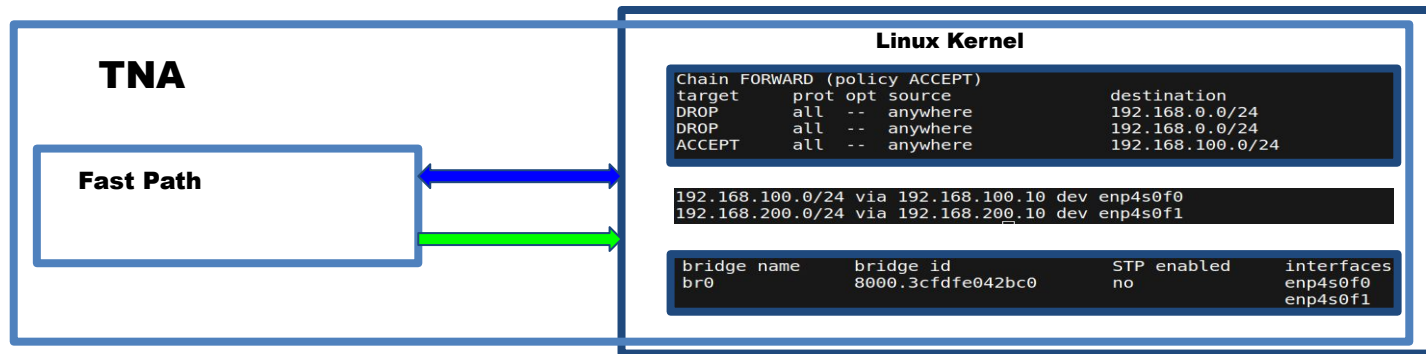 TNA
Fast Path
Linux Kernel
Chain FORWARD (policy ACCEPT)
target prot opt source destination
DROP all -- anywhere 192.168.0.0/24
DROP all -- anywhere 192.168.0.0/24
ACCEPT all -- anywhere 192.168.100.0/24
192.168.100.0/24 via 192.168.100.10 dev enp4s0f0
192.168.200.0/24 via 192.168.200.10 dev enp4s0f1
bridge name bridge id STP enabled interfaces
br0 8000.3cfdfe042bc0 no enp4s0f0
enp4s0f1